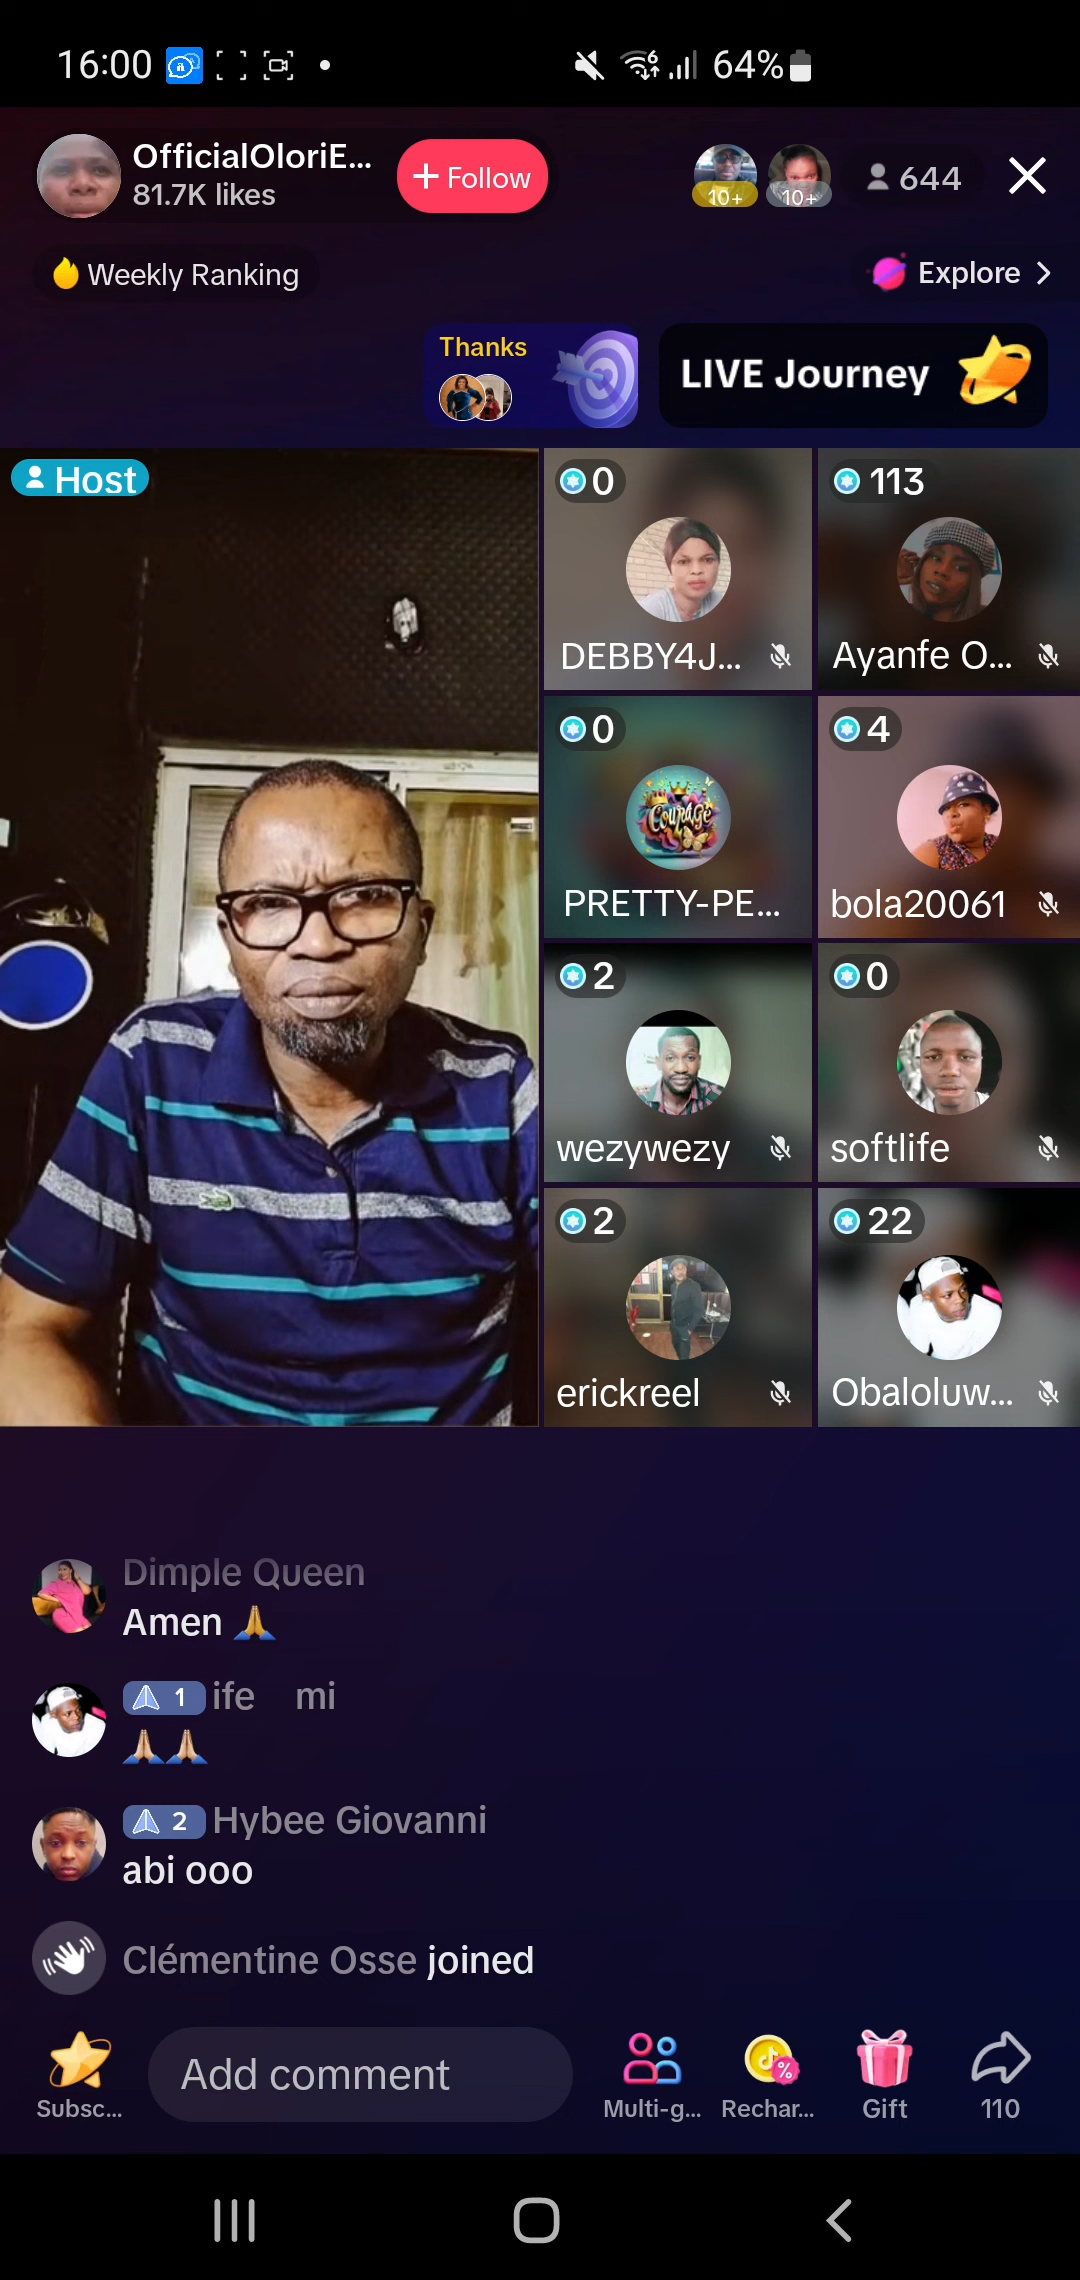 16:00
64%
OfficialOloriE...
81.7K likes
+ Follow
10+
10+
644
Weekly Ranking
Explore
Thanks
LIVE Journey
Host
0
DEBBY4J...
113
Ayanfe O...
0
Courage
PRETTY-PE...
4
bola20061
2
wezywezy
0
softlife
2
erickreel
22
Obaloluw...
Dimple Queen
Amen 🙏
1 ife mi
🙏🙏
2 Hybee Giovanni
abi ooo
Clémentine Osse joined
Subsc...
Add comment
Multi-g...
Rechar...
Gift
110